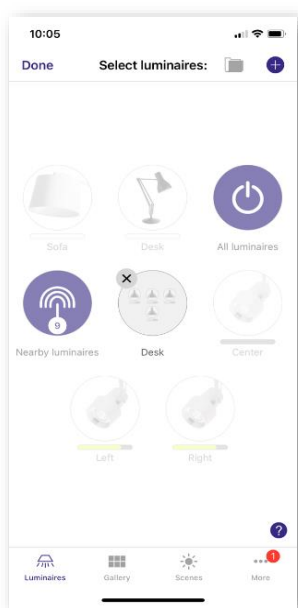 10:05
Done Select luminaires:
Sofa Desk All luminaires
9
Nearby luminaires Desk Center
Left Right
?
1
Luminaires Gallery Scenes More